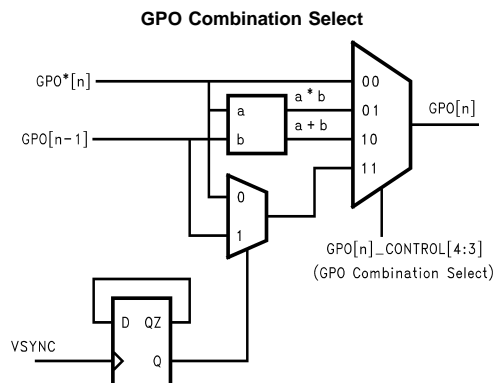 GPO Combination Select
GPO*[n]
GPO[n-1]
a
b
a * b
a + b
00
01
10
11
GPO[n]
0
1
GPO[n]_CONTROL[4:3]
(GPO Combination Select)
D QZ
VSYNC
Q